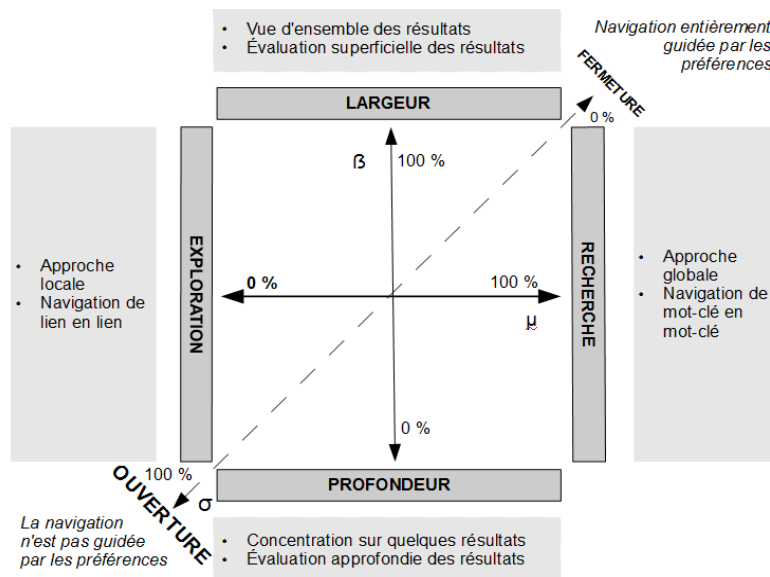 • Vue d'ensemble des résultats
• Évaluation superficielle des résultats
Navigation entièrement
guidée par les
préférences
FERMETURE
0 %
LARGEUR
ß
100 %
EXPLORATION
• Approche
locale
• Navigation de
lien en lien
0 %
100 %
µ
RECHERCHE
• Approche
globale
• Navigation de
mot-clé en
mot-clé
0 %
100 %
OUVERTURE
σ
PROFONDEUR
La navigation
n'est pas guidée
par les préférences
• Concentration sur quelques résultats
• Évaluation approfondie des résultats